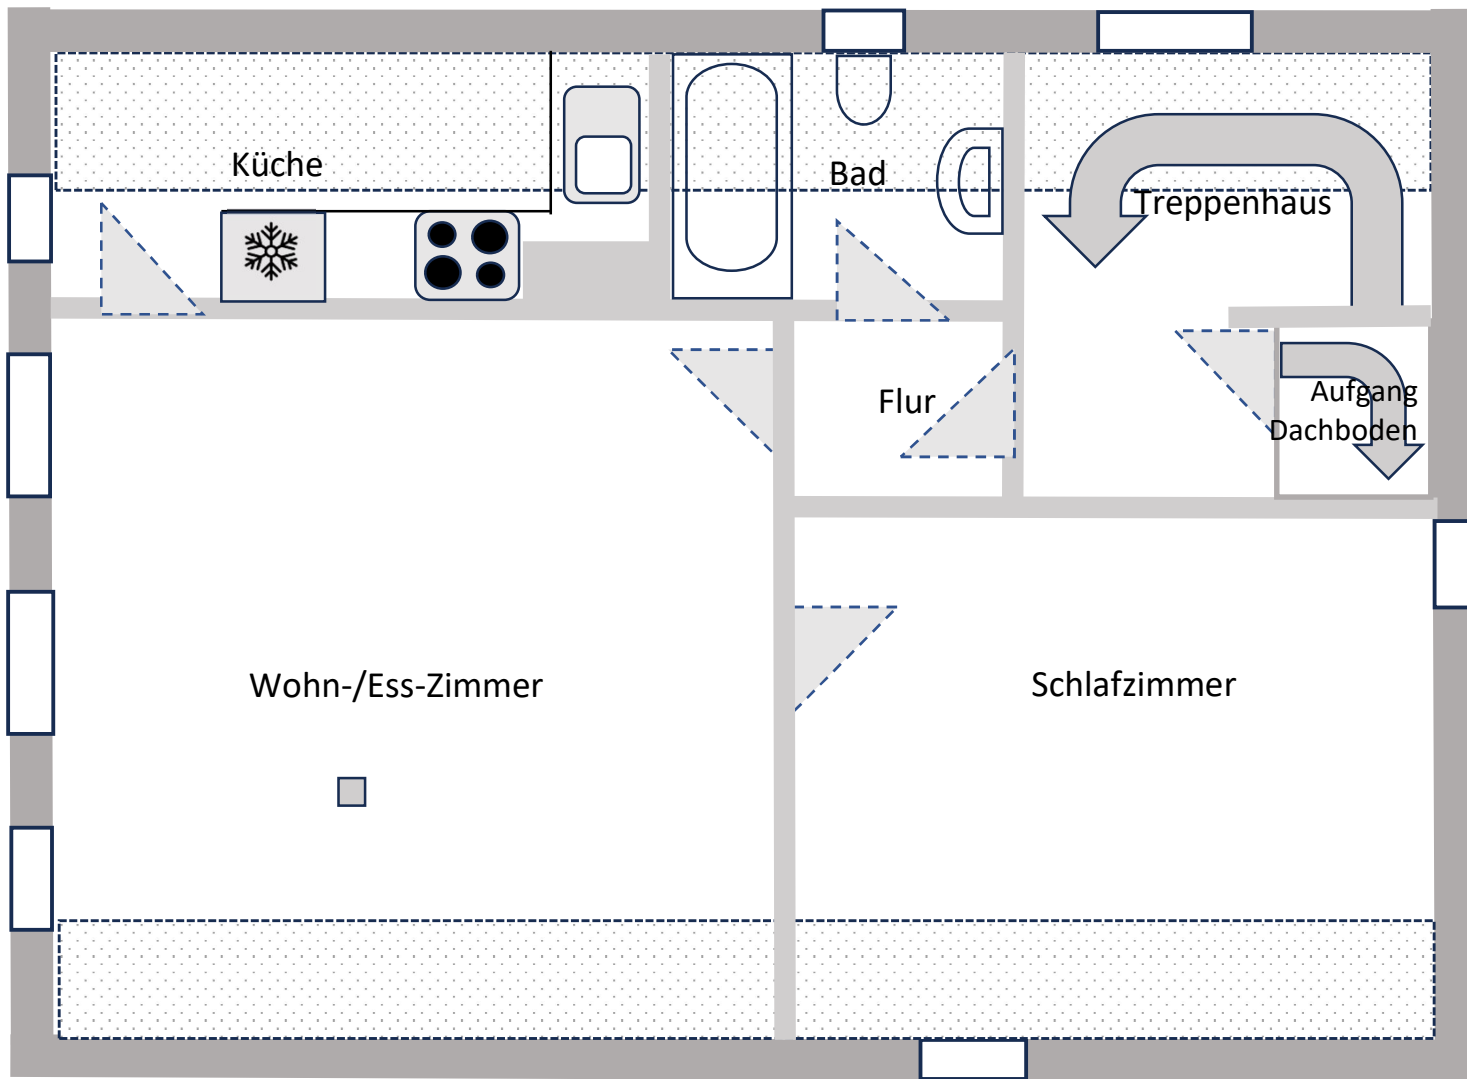 Küche
Bad
Treppenhaus
Flur
Aufgang
Dachboden
Wohn-/Ess-Zimmer
Schlafzimmer